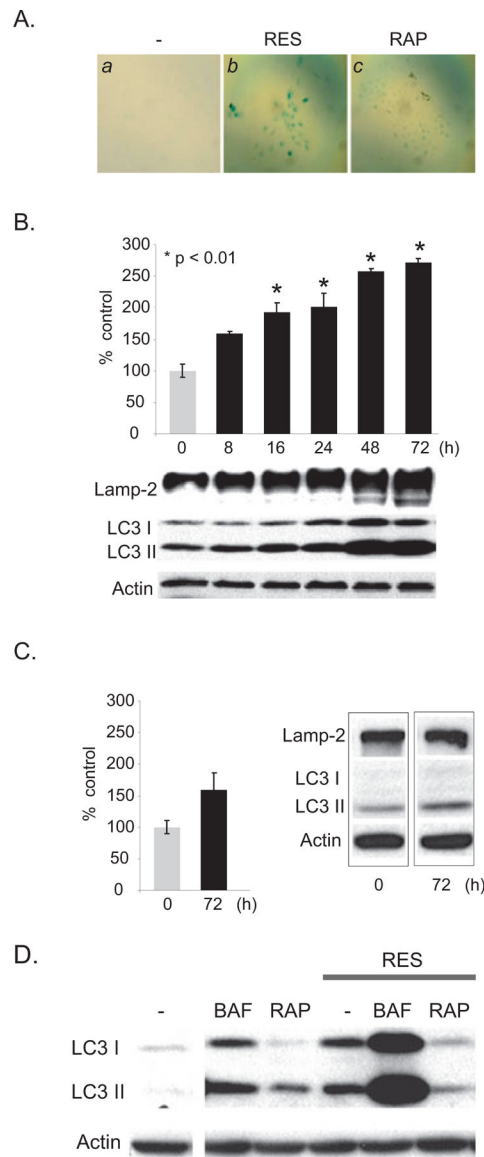 A.
- RES RAP
a b c
B.
* p < 0.01
% control
300
250
200
150
100
50
0
* * * *
0 8 16 24 48 72 (h)
Lamp-2
LC3 I
LC3 II
Actin
C.
% control
300
250
200
150
100
50
0
0 72 (h)
Lamp-2
LC3 I
LC3 II
Actin
0 72 (h)
D.
RES
- BAF RAP - BAF RAP
LC3 I
LC3 II
Actin